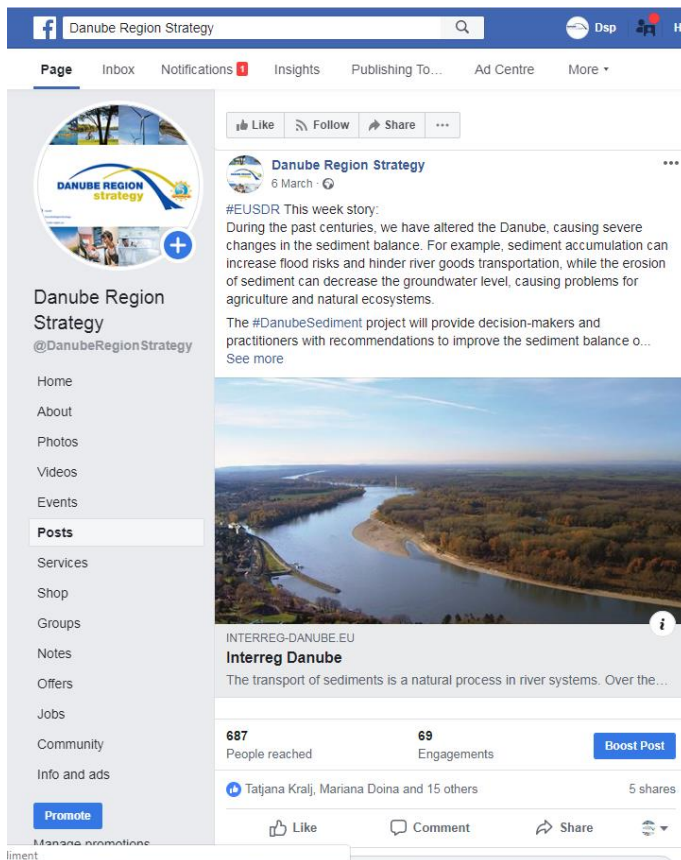 Danube Region Strategy
Dsp
H
Page
Inbox
Notifications 1
Insights
Publishing To…
Ad Centre
More
DANUBE REGION
strategy
Danube Region
Strategy
@DanubeRegionStrategy
Home
About
Photos
Videos
Events
Posts
Services
Shop
Groups
Notes
Offers
Jobs
Community
Info and ads
Promote
Manage promotions
liment
Like
Follow
Share
Danube Region Strategy
6 March
#EUSDR This week story:
During the past centuries, we have altered the Danube, causing severe
changes in the sediment balance. For example, sediment accumulation can
increase flood risks and hinder river goods transportation, while the erosion
of sediment can decrease the groundwater level, causing problems for
agriculture and natural ecosystems.
The #DanubeSediment project will provide decision-makers and
practitioners with recommendations to improve the sediment balance o...
See more
INTERREG-DANUBE.EU
Interreg Danube
The transport of sediments is a natural process in river systems. Over the…
687
People reached
69
Engagements
Boost Post
Tatjana Kralj, Mariana Doina and 15 others
5 shares
Like
Comment
Share